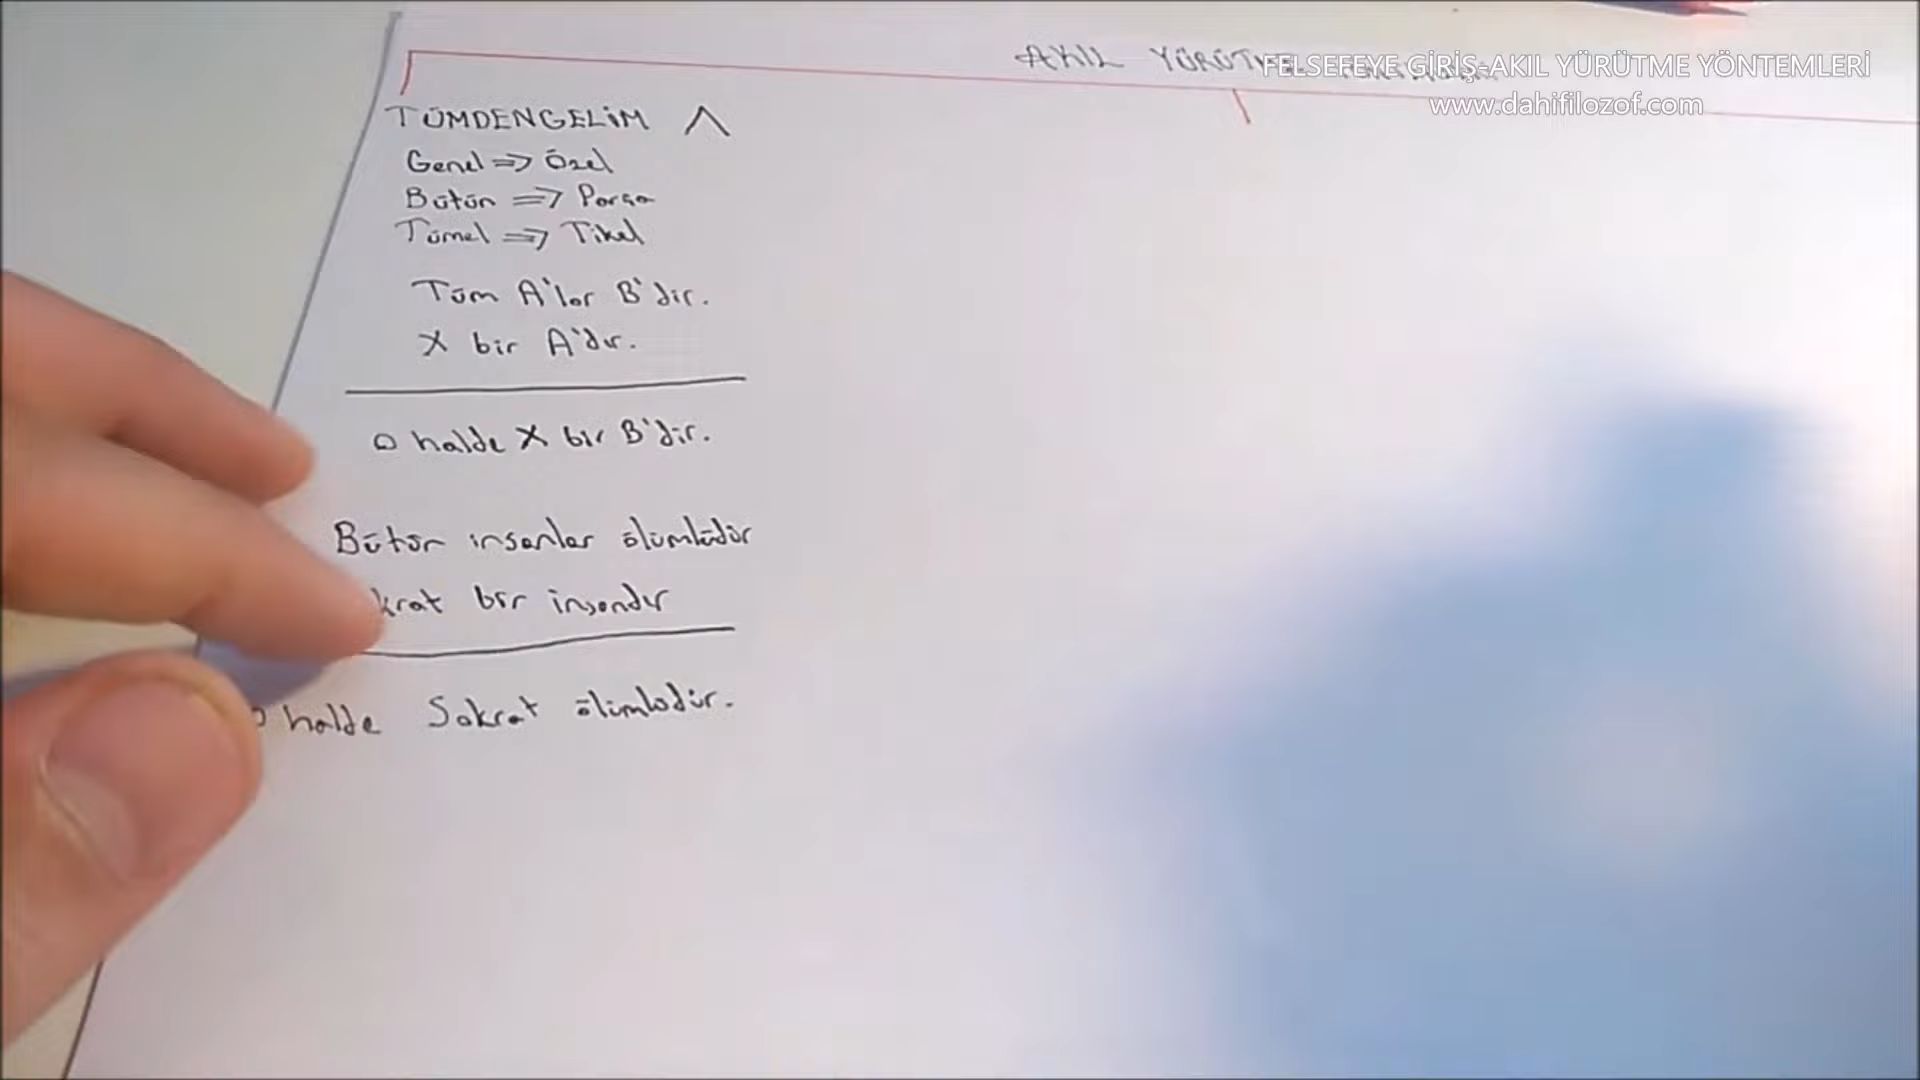 AKIL YÜRÜTME
FELSEFEYE GİRİŞ-AKIL YÜRÜTME YÖNTEMLERİ
www.dahifilozof.com
TÜMDENGELİM
Genel => Özel
Bütün => Parça
Tümel => Tikel
Tüm A'lar B'dir.
X bir A'dır.
O halde X bir B'dir.
Bütün insanlar ölümlüdür
krat bir insandır
halde Sokrat ölümlüdür.